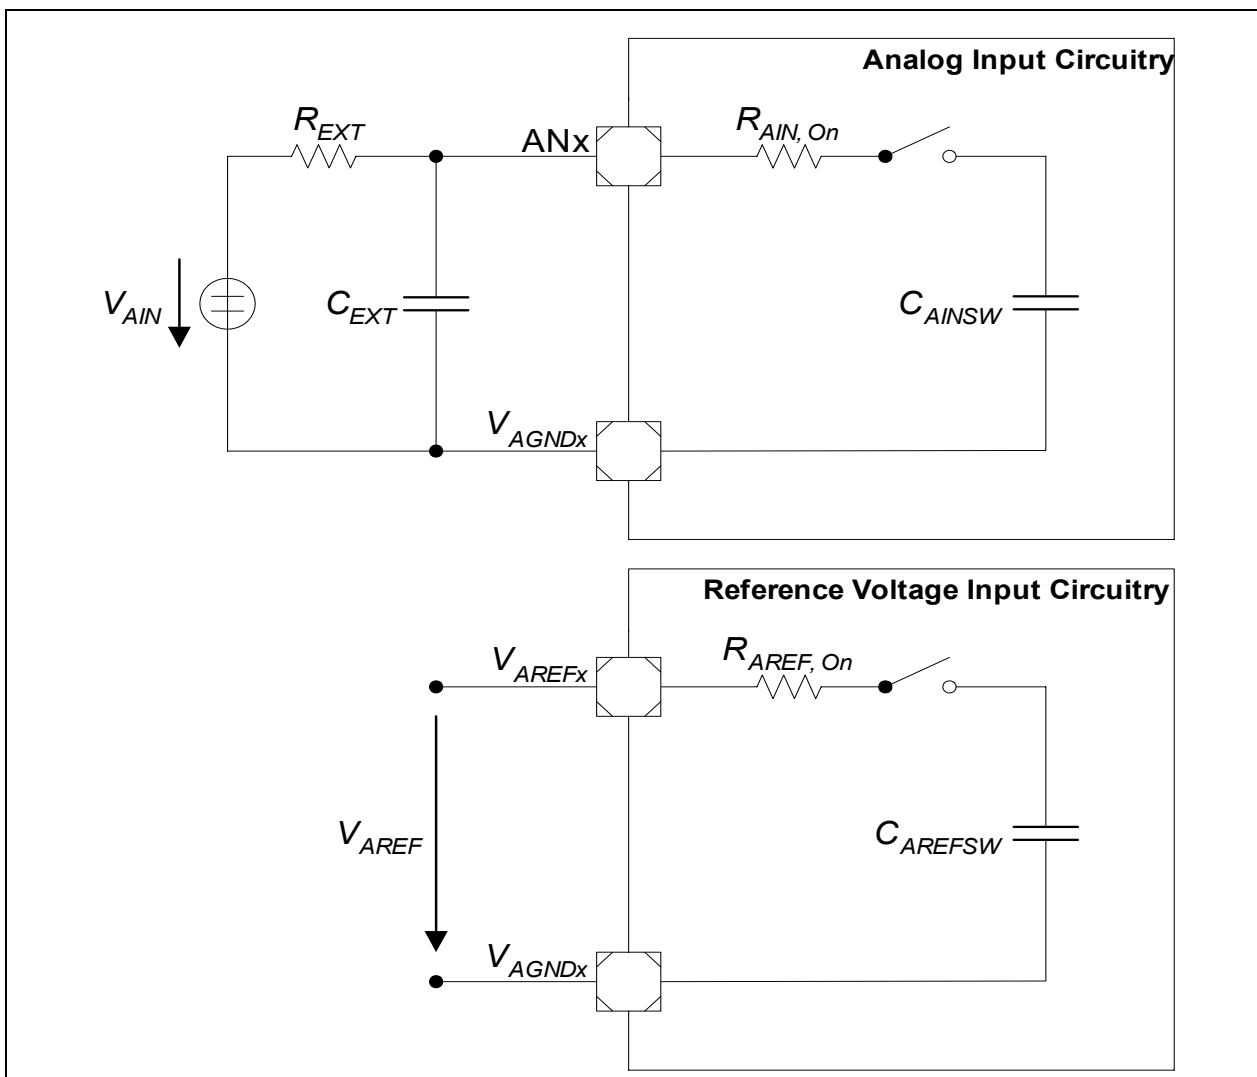 Analog Input Circuitry
R_EXT
ANx
R_AIN, On
V_AIN
C_EXT
C_AINSW
V_AGNDx
Reference Voltage Input Circuitry
V_AREFx
R_AREF, On
V_AREF
C_AREFSW
V_AGNDx